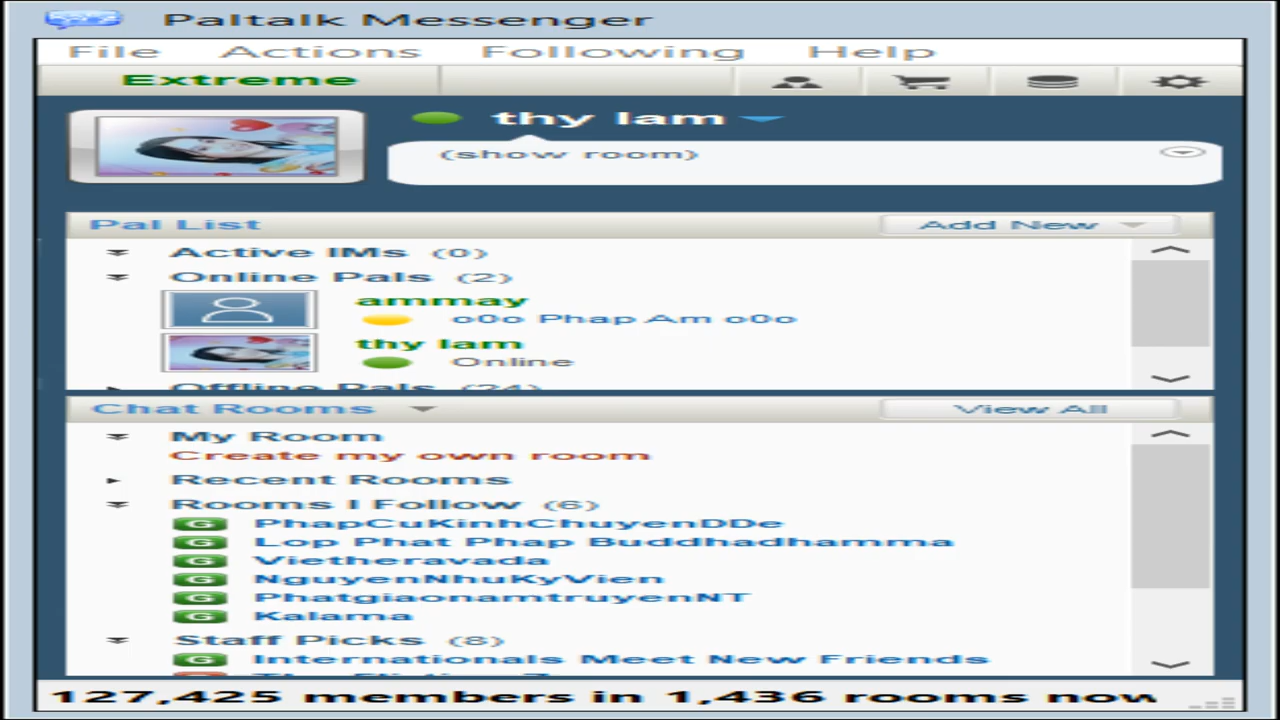 Paltalk Messenger
File Actions Following Help
Extreme
thy lam
(show room)
Pal List Add New
Active IMs (0)
Online Pals (2)
ammay
o0o Phap Am o0o
thy lam
Online
Offline Pals (24)
Chat Rooms View All
My Room
Create my own room
Recent Rooms
Rooms I Follow (6)
G PhapCuKinhChuyenDDe
G Lop Phat Phap Buddhadhamma
G Vietheravada
G NguyenNhuKyVien
G PhatgiaonamtruyenNT
G Kalama
Staff Picks (8)
G Internationals Meet New Friends
127,425 members in 1,436 rooms now